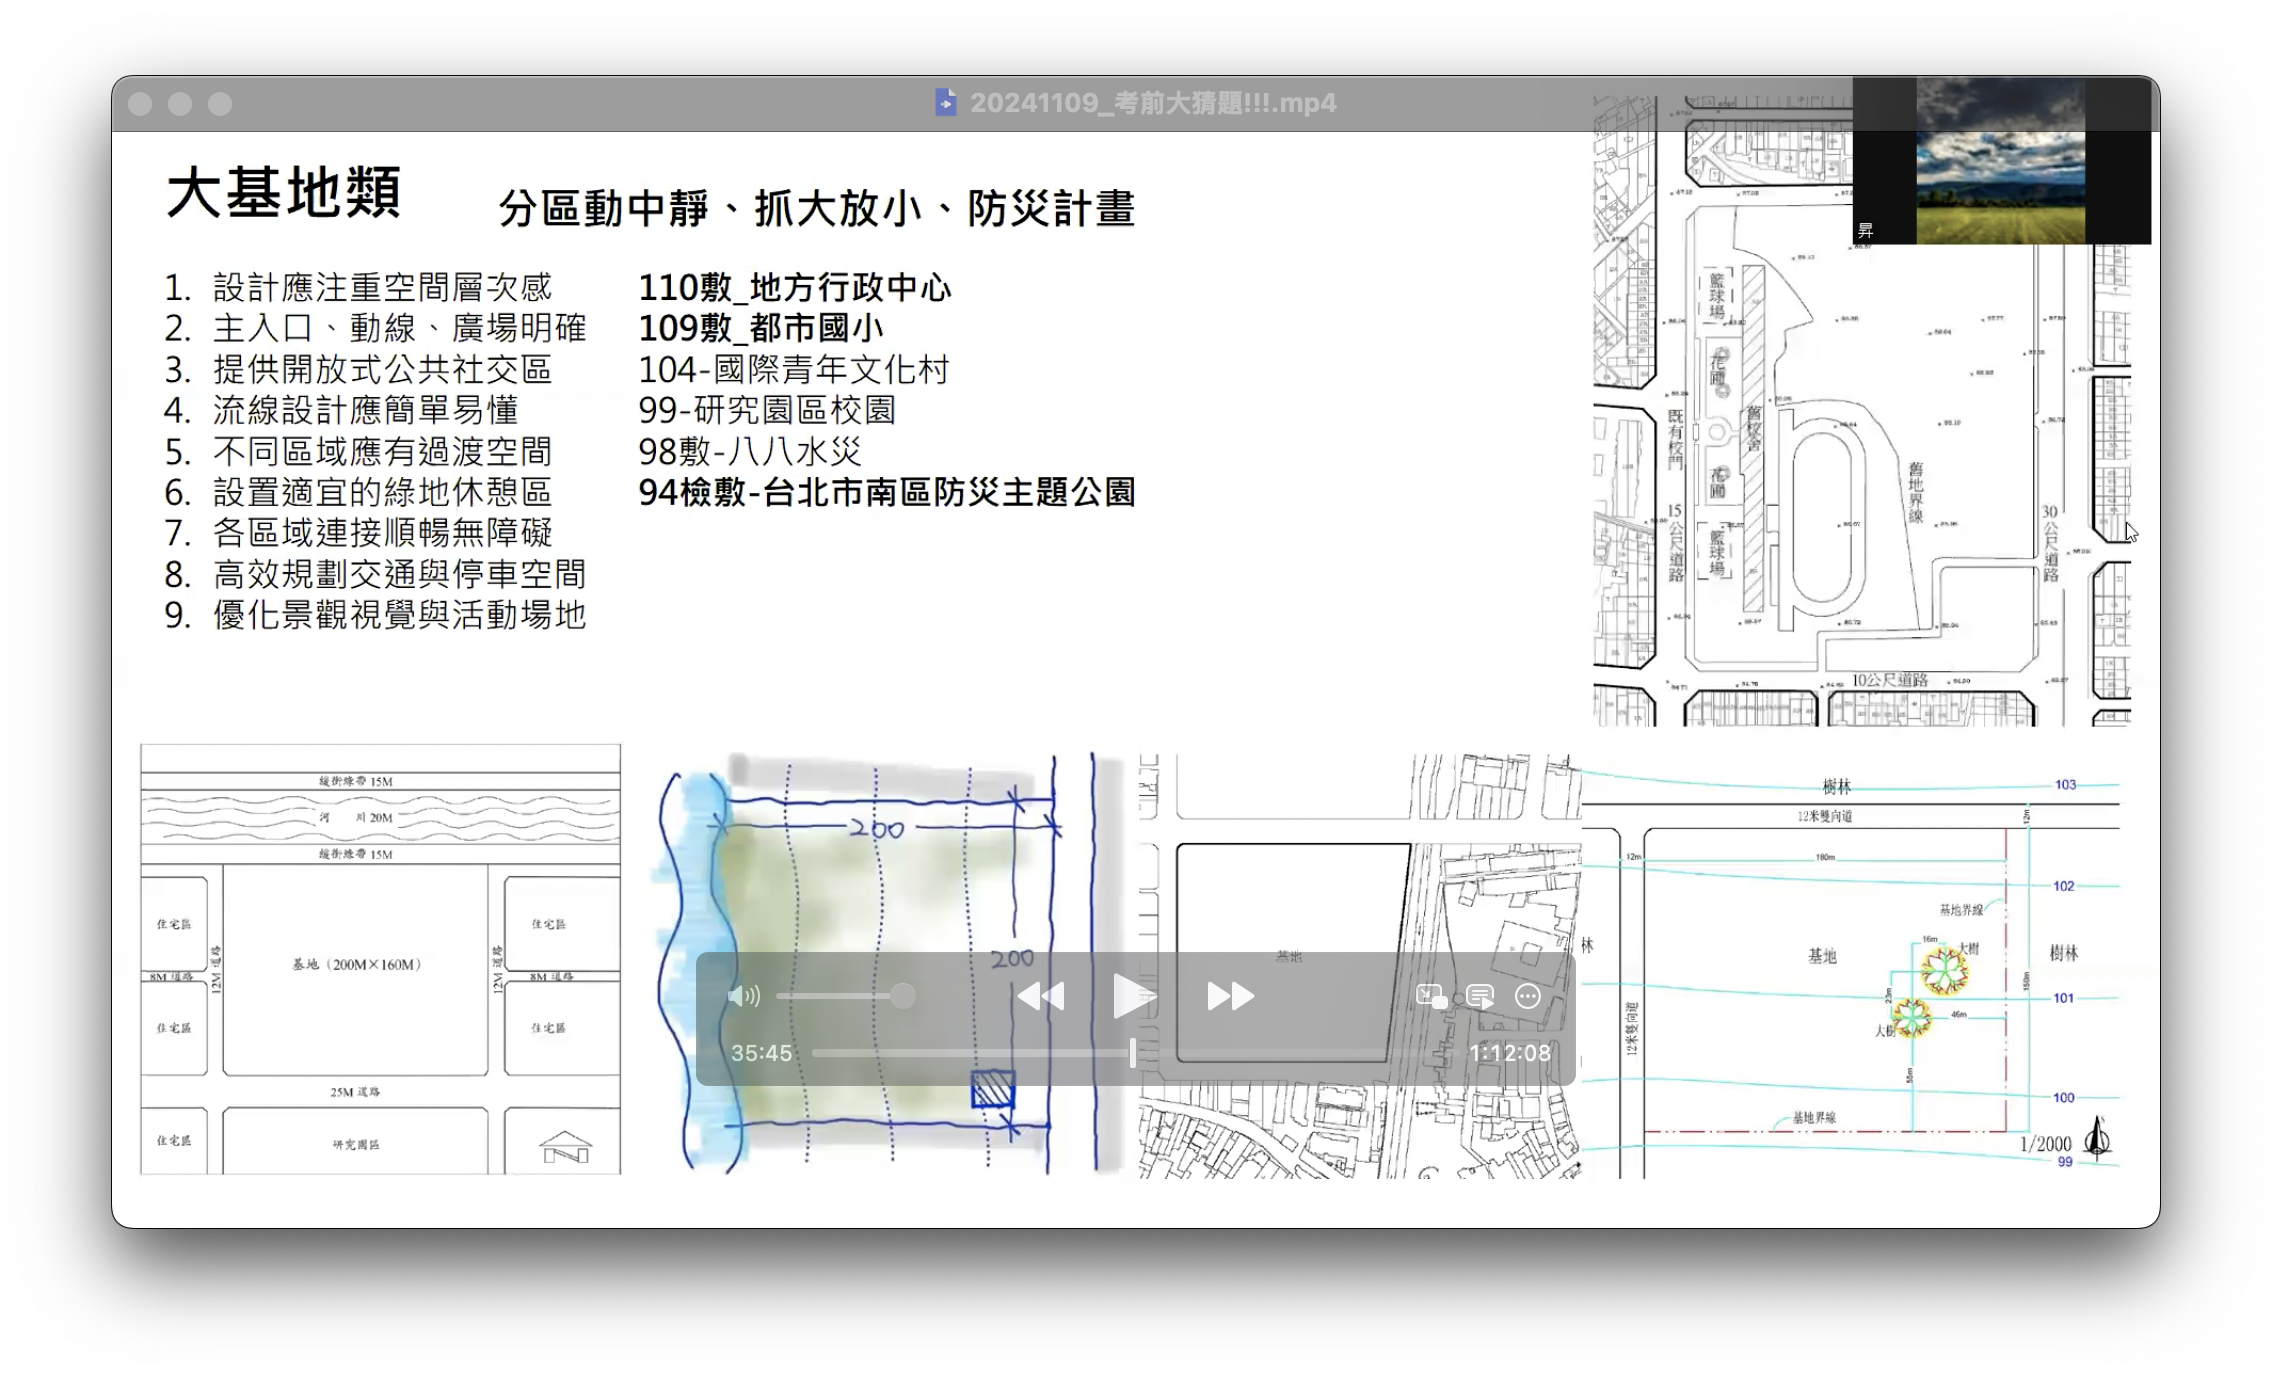 20241109_考前大猜題!!!.mp4
昇
大基地類
分區動中靜、抓大放小、防災計畫
1. 設計應注重空間層次感
2. 主入口、動線、廣場明確
3. 提供開放式公共社交區
4. 流線設計應簡單易懂
5. 不同區域應有過渡空間
6. 設置適宜的綠地休憩區
7. 各區域連接順暢無障礙
8. 高效規劃交通與停車空間
9. 優化景觀視覺與活動場地
110敷_地方行政中心
109敷_都市國小
104-國際青年文化村
99-研究園區校園
98敷-八八水災
94檢敷-台北市南區防災主題公園
籃球場
花圃
既有校門
舊校舍
花圃
舊地界線
15公尺道路
籃球場
30公尺道路
10公尺道路
緩衝綠帶 15M
河 川 20M
緩衝綠帶 15M
住宅區
住宅區
12M 道路
基地（200M×160M）
12M 道路
8M 道路
8M 道路
住宅區
住宅區
25M 道路
住宅區
研究園區
N
200
200
基地
35:45
1:12:08
樹林
103
12米雙向道
12m
12m
180m
102
基地界線
林
16m
大樹
基地
樹林
150m
101
23m
46m
大樹
12米雙向道
55m
100
基地界線
1/2000
99